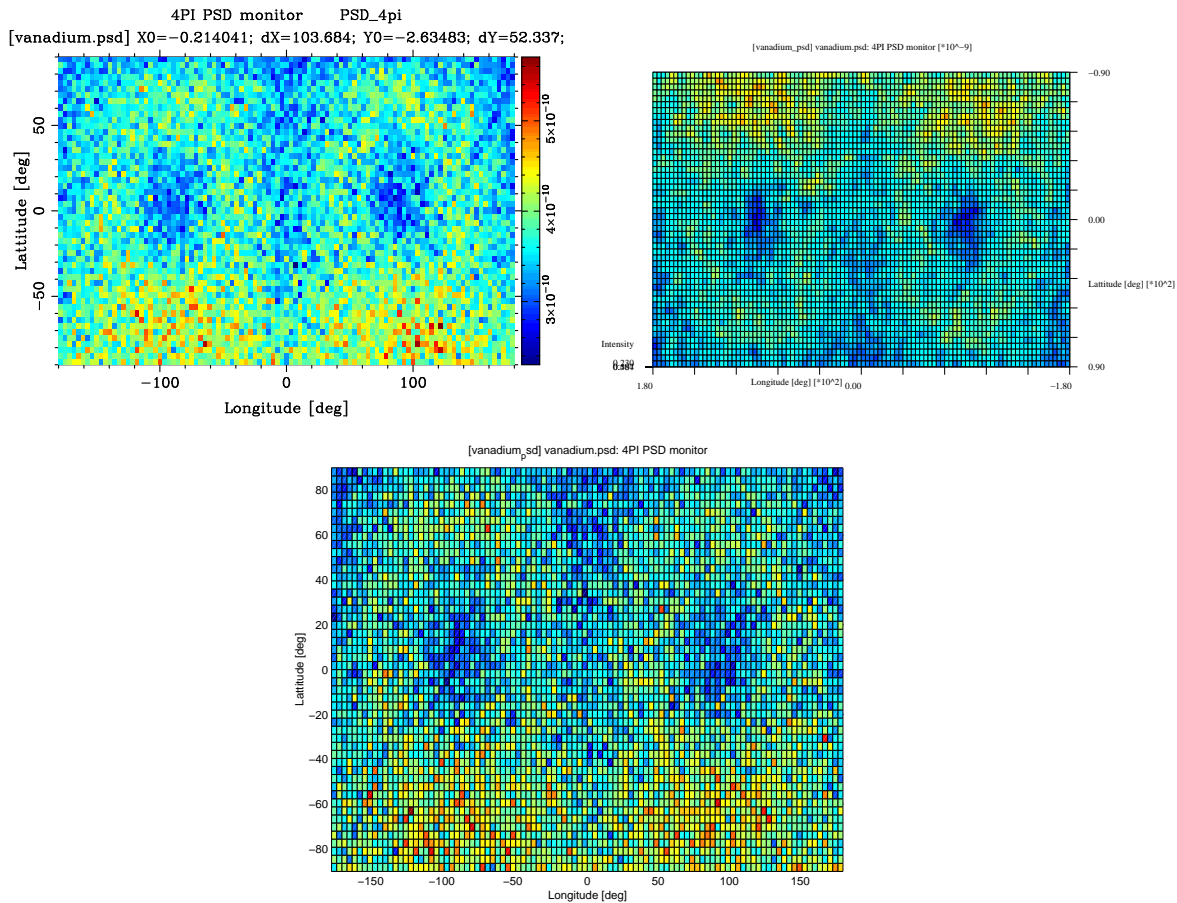 4PI PSD monitor PSD_4pi
[vanadium.psd] X0=−0.214041; dX=103.684; Y0=−2.63483; dY=52.337;
50
0
−50
Lattitude [deg]
−100 0 100
Longitude [deg]
5×10−10
4×10−10
3×10−10
[vanadium_psd] vanadium.psd: 4PI PSD monitor [*10^−9]
−0.90
0.00
Lattitude [deg] [*10^2]
0.90
Intensity
0.230
1.80 0.00 −1.80
Longitude [deg] [*10^2]
[vanadium_psd] vanadium.psd: 4PI PSD monitor
80
60
40
20
0
−20
−40
−60
−80
Lattitude [deg]
−150 −100 −50 0 50 100 150
Longitude [deg]